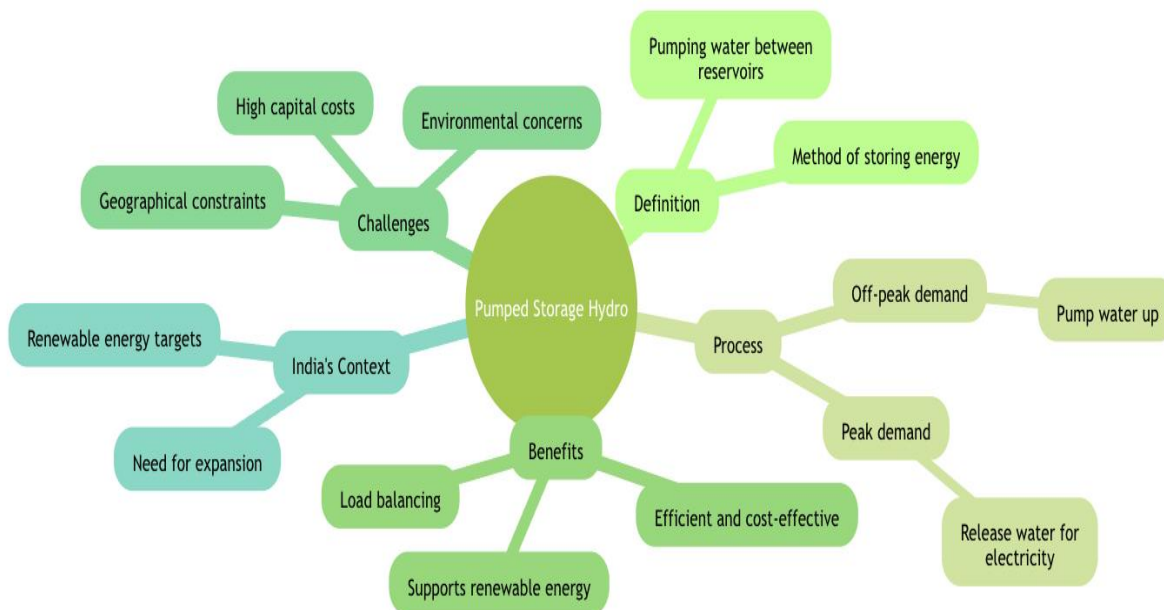 Pumped Storage Hydro
Definition
Pumping water between
reservoirs
Method of storing energy
Process
Off-peak demand
Pump water up
Peak demand
Release water for
electricity
Benefits
Efficient and cost-effective
Supports renewable energy
Load balancing
India's Context
Renewable energy targets
Need for expansion
Challenges
High capital costs
Environmental concerns
Geographical constraints